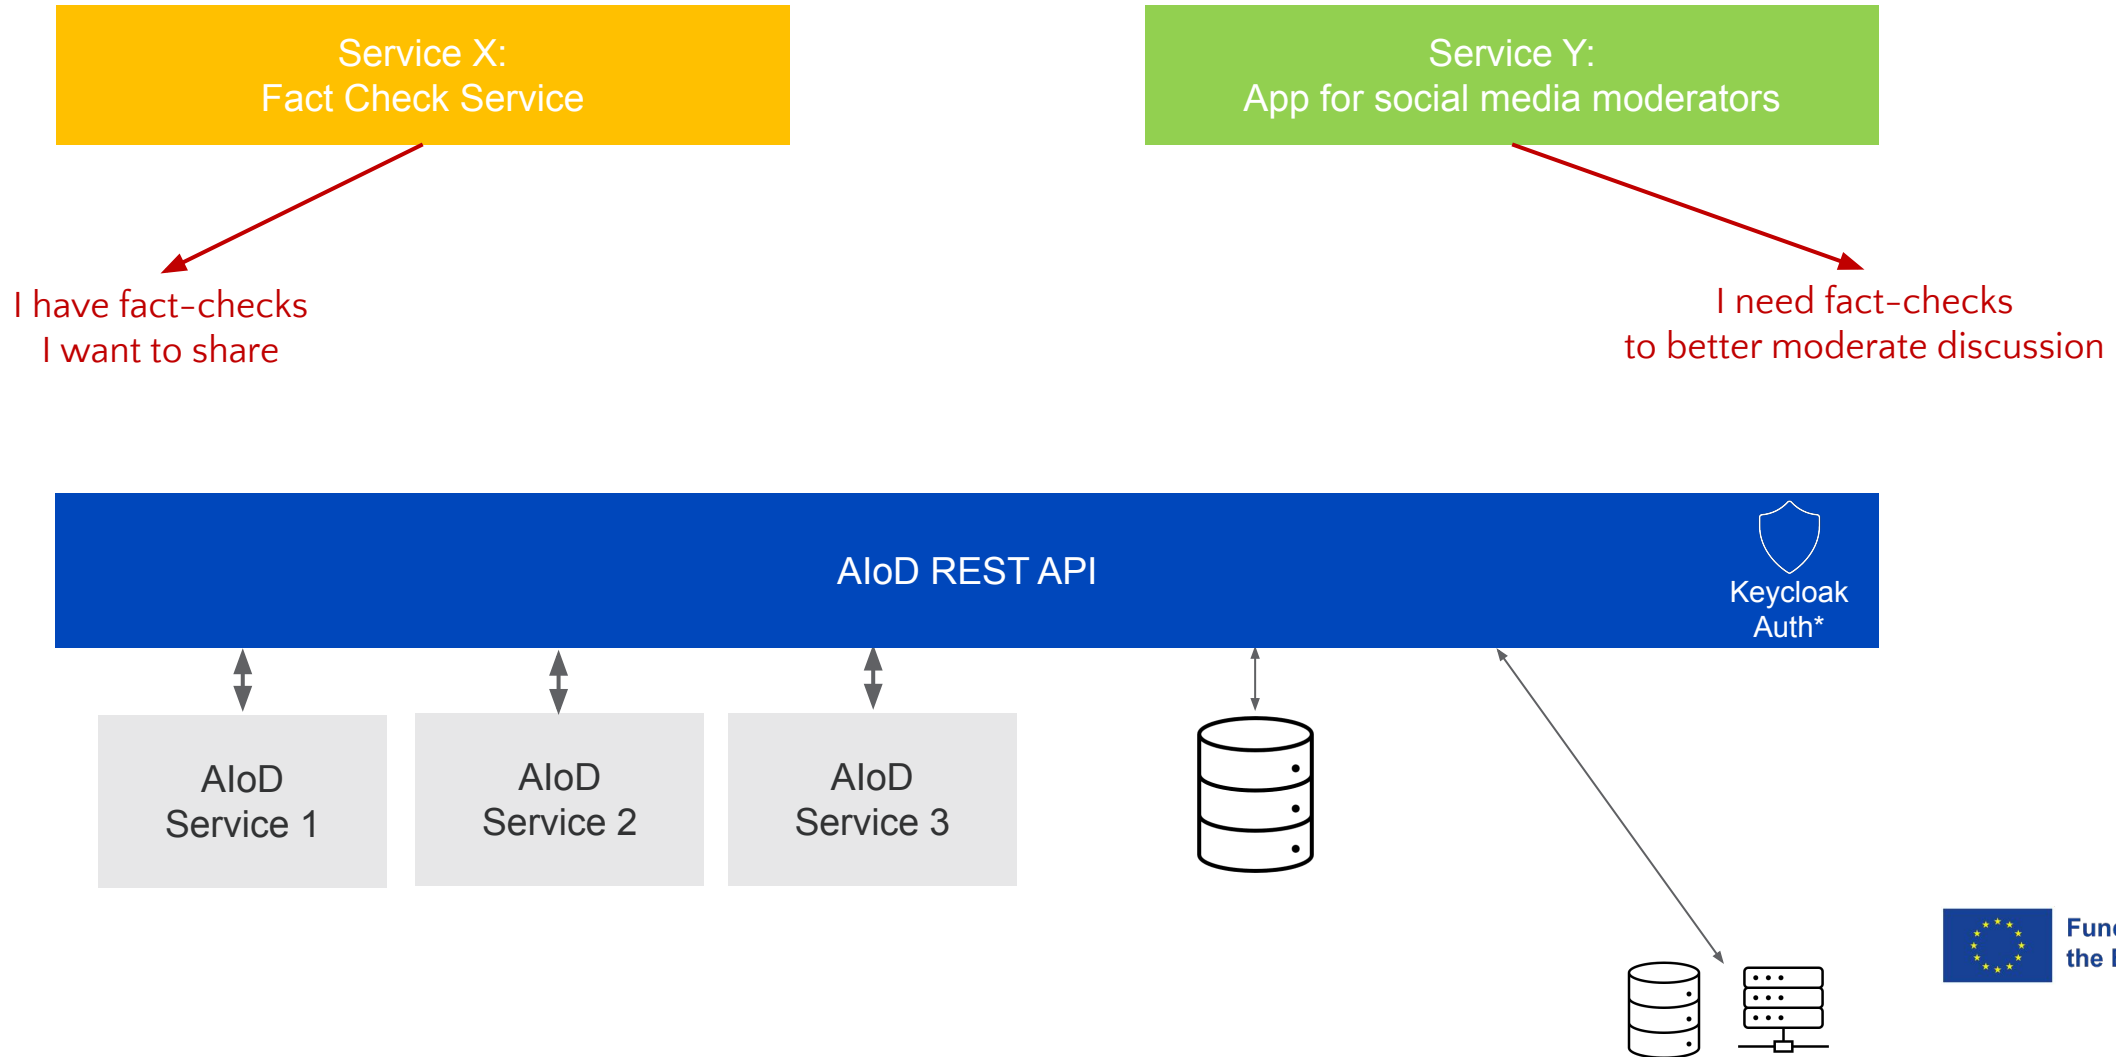 Service X:
Fact Check Service
Service Y:
App for social media moderators
I have fact-checks
I want to share
I need fact-checks
to better moderate discussion
AIoD REST API
Keycloak
Auth*
AIoD
Service 1
AIoD
Service 2
AIoD
Service 3
the